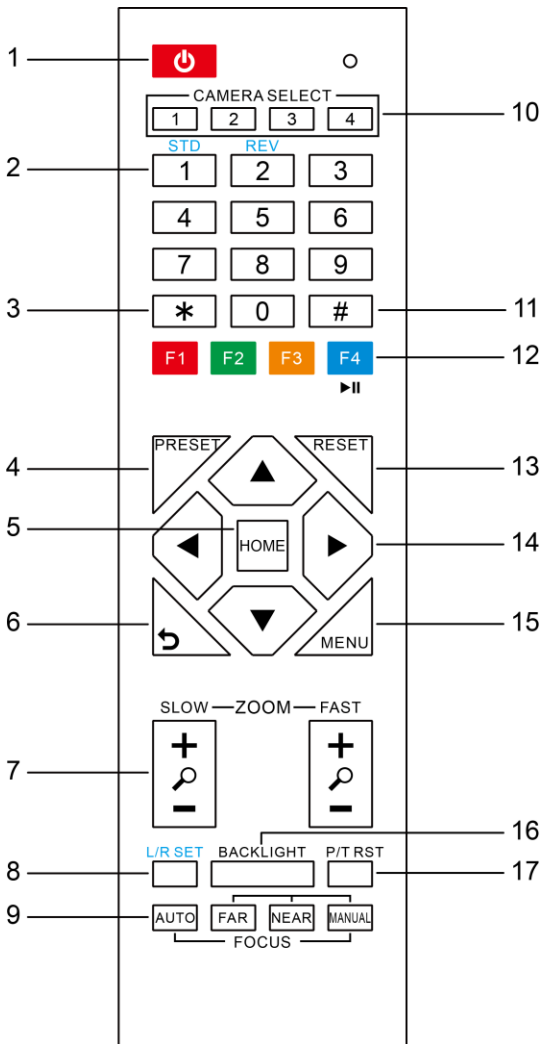 1
CAMERA SELECT
1 2 3 4 10
STD REV
2 1 2 3
4 5 6
7 8 9
3 * 0 # 11
F1 F2 F3 F4 12
PRESET RESET
4 13
5 HOME 14
6 MENU 15
SLOW ZOOM FAST
+ +
7
- -
16
L/R SET BACKLIGHT P/T RST
8 17
9 AUTO FAR NEAR MANUAL
FOCUS